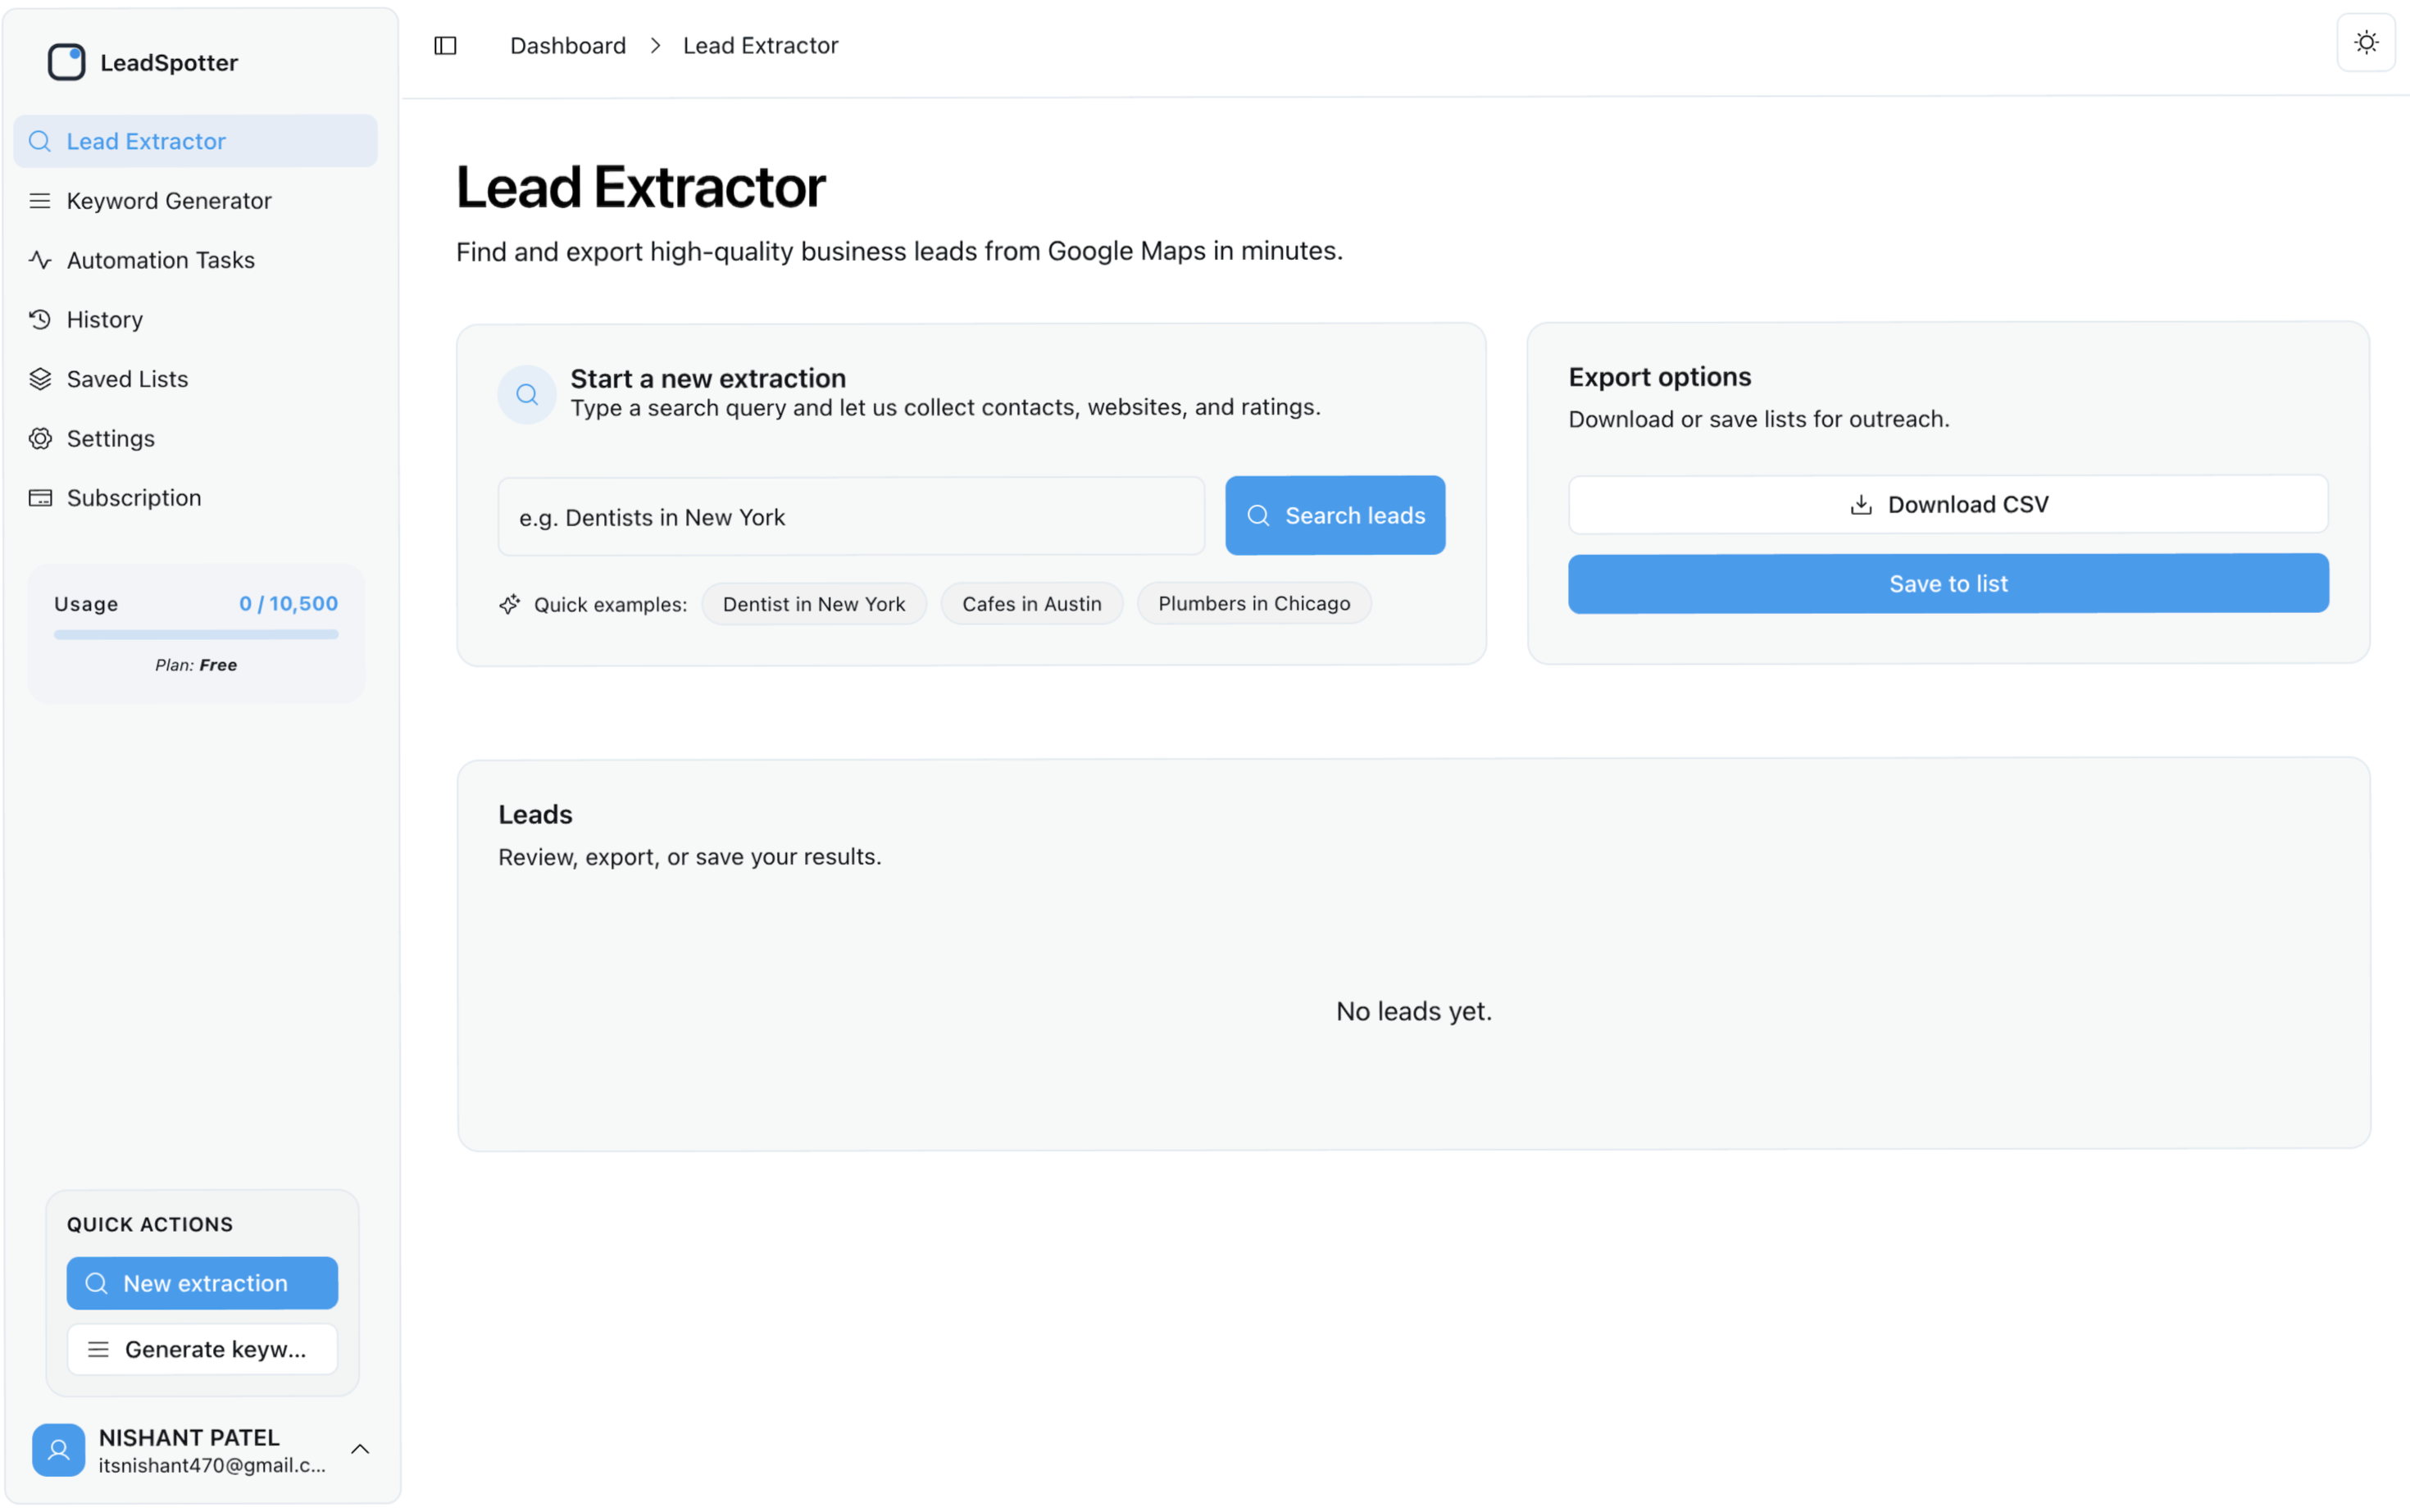 LeadSpotter
Lead Extractor
Keyword Generator
Automation Tasks
History
Saved Lists
Settings
Subscription
Usage 0 / 10,500
Plan: Free
QUICK ACTIONS
New extraction
Generate keyw...
NISHANT PATEL
itsnishant470@gmail.c...
Dashboard > Lead Extractor
Lead Extractor
Find and export high-quality business leads from Google Maps in minutes.
Start a new extraction
Type a search query and let us collect contacts, websites, and ratings.
e.g. Dentists in New York
Search leads
Quick examples: Dentist in New York Cafes in Austin Plumbers in Chicago
Export options
Download or save lists for outreach.
Download CSV
Save to list
Leads
Review, export, or save your results.
No leads yet.